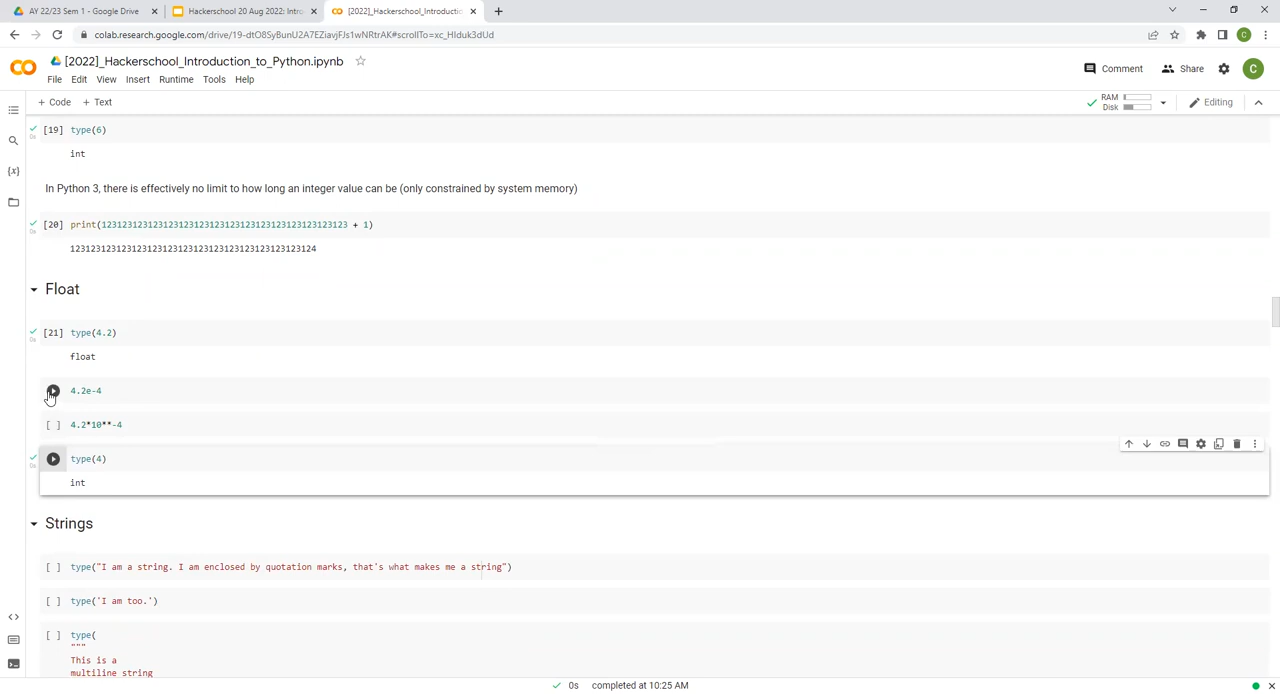 AY 22/23 Sem 1 - Google Drive
Hackerschool 20 Aug 2022: Intro
[2022]_Hackerschool_Introductio
colab.research.google.com/drive/19-dtO8SyBunU2A7EZiavjFJs1wNRtrAK#scrollTo=xc_HIduk3dUd
C
[2022]_Hackerschool_Introduction_to_Python.ipynb
File Edit View Insert Runtime Tools Help
Comment Share C
+ Code + Text
RAM
Disk
Editing
[19] type(6)
0s
int
In Python 3, there is effectively no limit to how long an integer value can be (only constrained by system memory)
[20] print(123123123123123123123123123123123123123123123123 + 1)
0s
123123123123123123123123123123123123123123123124
Float
[21] type(4.2)
0s
float
4.2e-4
[ ] 4.2*10**-4
type(4)
0s
int
Strings
[ ] type("I am a string. I am enclosed by quotation marks, that's what makes me a string")
[ ] type('I am too.')
[ ] type(
"""
This is a
multiline string
0s completed at 10:25 AM